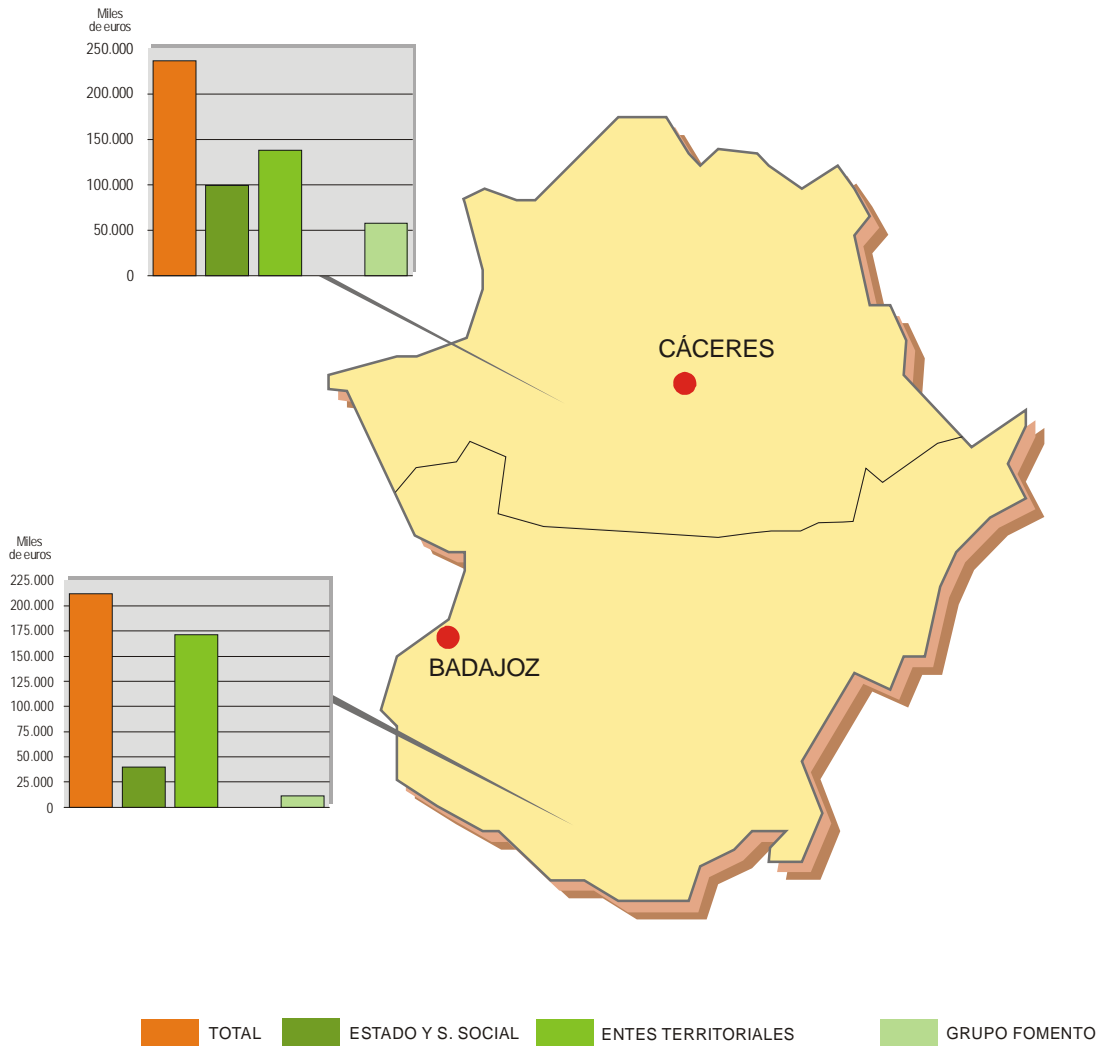 Miles
de euros
250.000
200.000
150.000
100.000
50.000
0
CÁCERES
Miles
de euros
225.000
200.000
175.000
150.000
125.000
100.000
75.000
50.000
25.000
0
BADAJOZ
TOTAL
ESTADO Y S. SOCIAL
ENTES TERRITORIALES
GRUPO FOMENTO